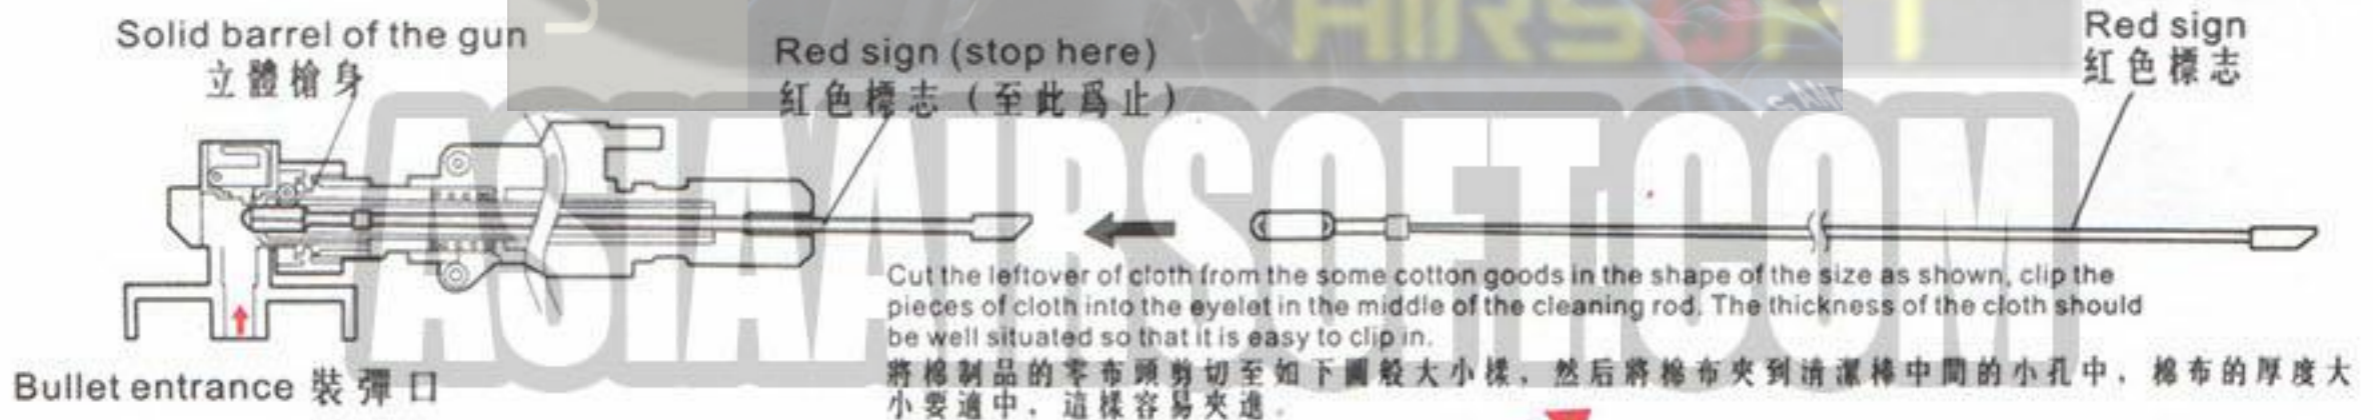 AIRSOFT
Solid barrel of the gun
立體槍身
Red sign (stop here)
紅色標志（至此爲止）
Red sign
紅色標志
ASIAAIRSOFT.COM
Cut the leftover of cloth from the some cotton goods in the shape of the size as shown, clip the
pieces of cloth into the eyelet in the middle of the cleaning rod. The thickness of the cloth should
be well situated so that it is easy to clip in.
將棉制品的零布頭剪切至如下圖般大小樣，然后將棉布夾到清潔棒中間的小孔中，棉布的厚度大
小要適中，這樣容易夾進。
Bullet entrance 裝彈口